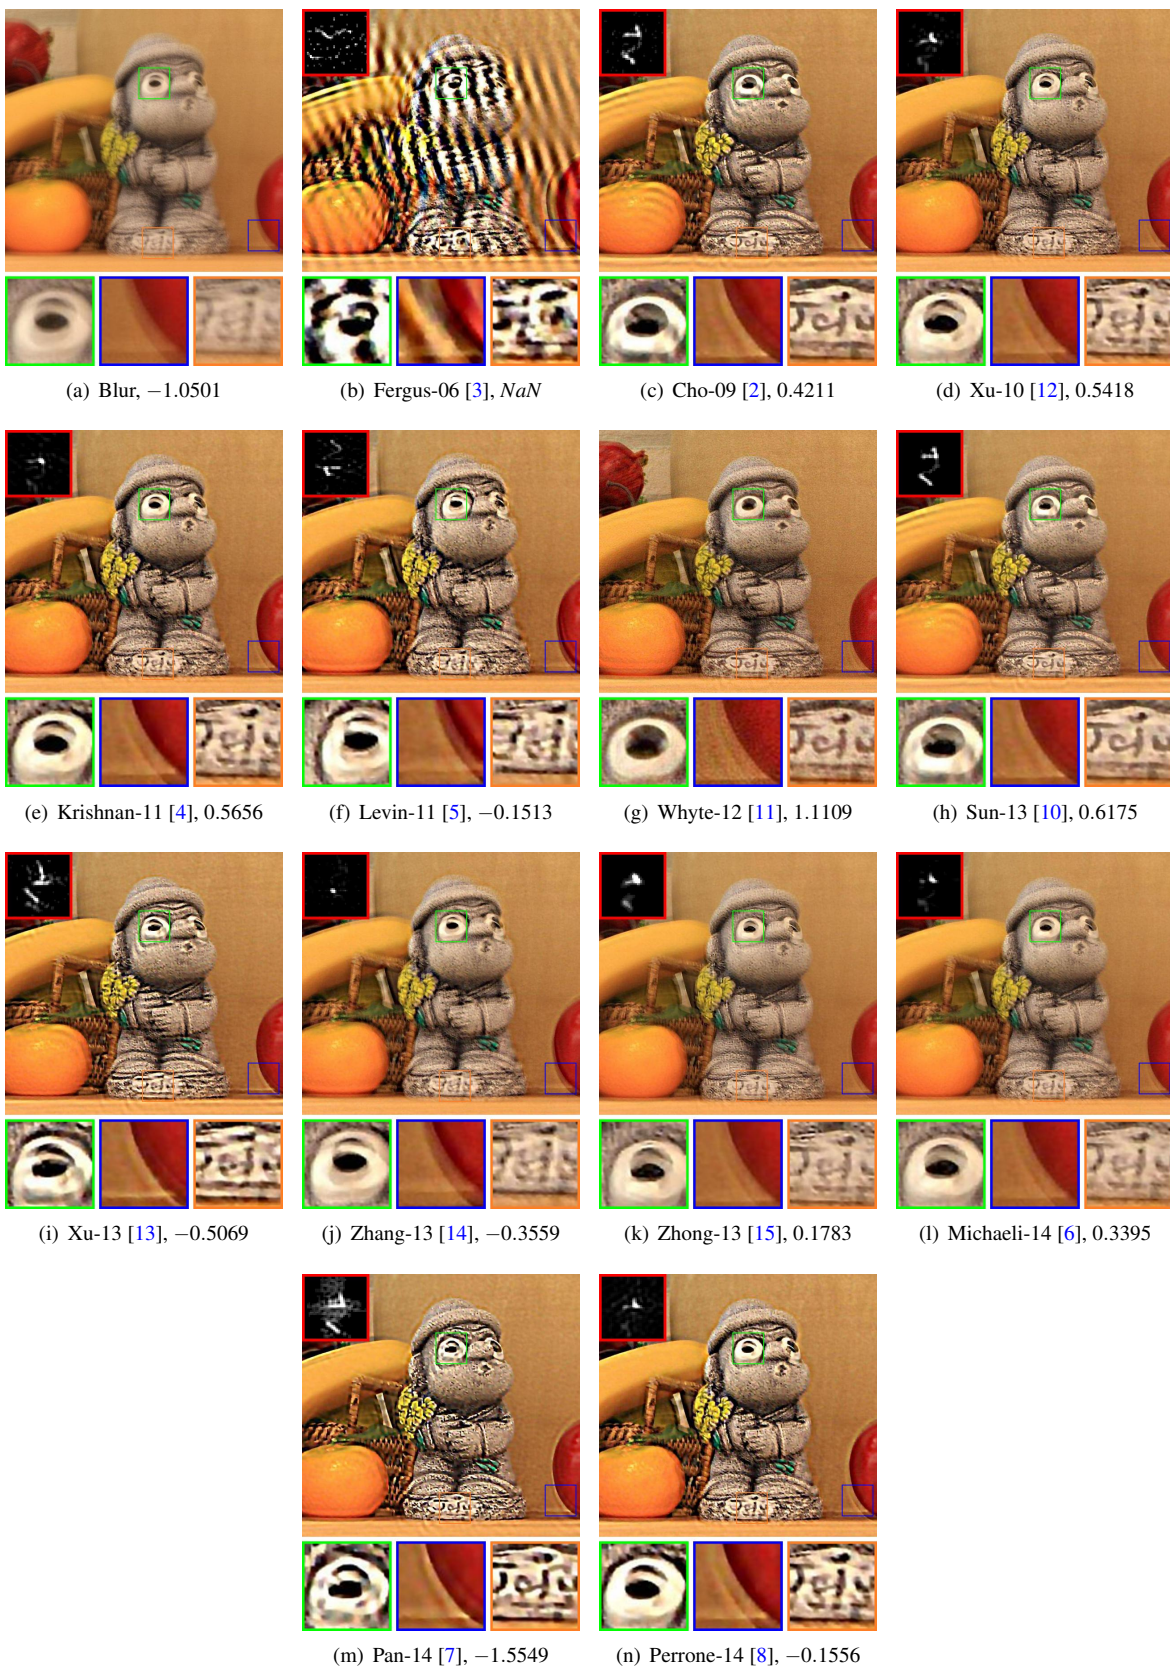 (a) Blur, −1.0501
(b) Fergus-06 [3], NaN
(c) Cho-09 [2], 0.4211
(d) Xu-10 [12], 0.5418
(e) Krishnan-11 [4], 0.5656
(f) Levin-11 [5], −0.1513
(g) Whyte-12 [11], 1.1109
(h) Sun-13 [10], 0.6175
(i) Xu-13 [13], −0.5069
(j) Zhang-13 [14], −0.3559
(k) Zhong-13 [15], 0.1783
(l) Michaeli-14 [6], 0.3395
(m) Pan-14 [7], −1.5549
(n) Perrone-14 [8], −0.1556